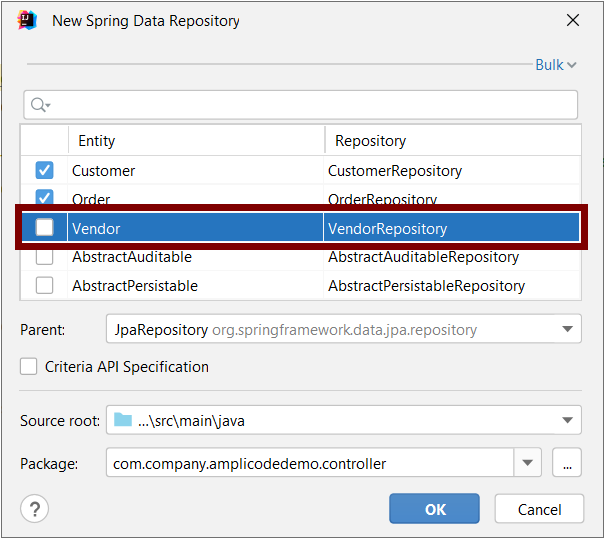 New Spring Data Repository
Bulk
Entity Repository
Customer CustomerRepository
Order OrderRepository
Vendor VendorRepository
AbstractAuditable AbstractAuditableRepository
AbstractPersistable AbstractPersistableRepository
Parent: JpaRepository org.springframework.data.jpa.repository
Criteria API Specification
Source root: ...\src\main\java
Package: com.company.amplicodedemo.controller ...
? OK Cancel